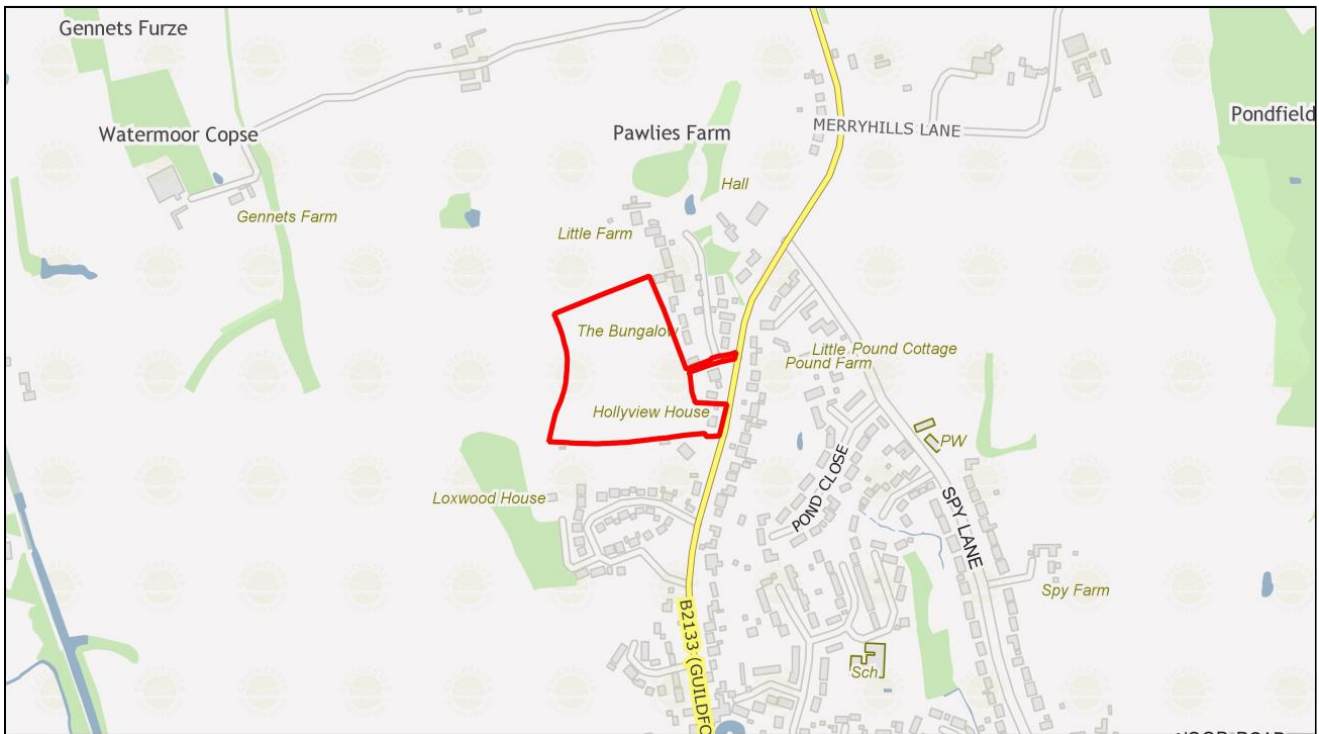 Gennets Furze
Watermoor Copse
Pawlies Farm
MERRYHILLS LANE
Pondfield
Hall
Gennets Farm
Little Farm
The Bungalow
Little Pound Cottage
Pound Farm
Hollyview House
PW
POND CLOSE
SPY LANE
Loxwood House
Spy Farm
B2133 (GUILDFO
Sch